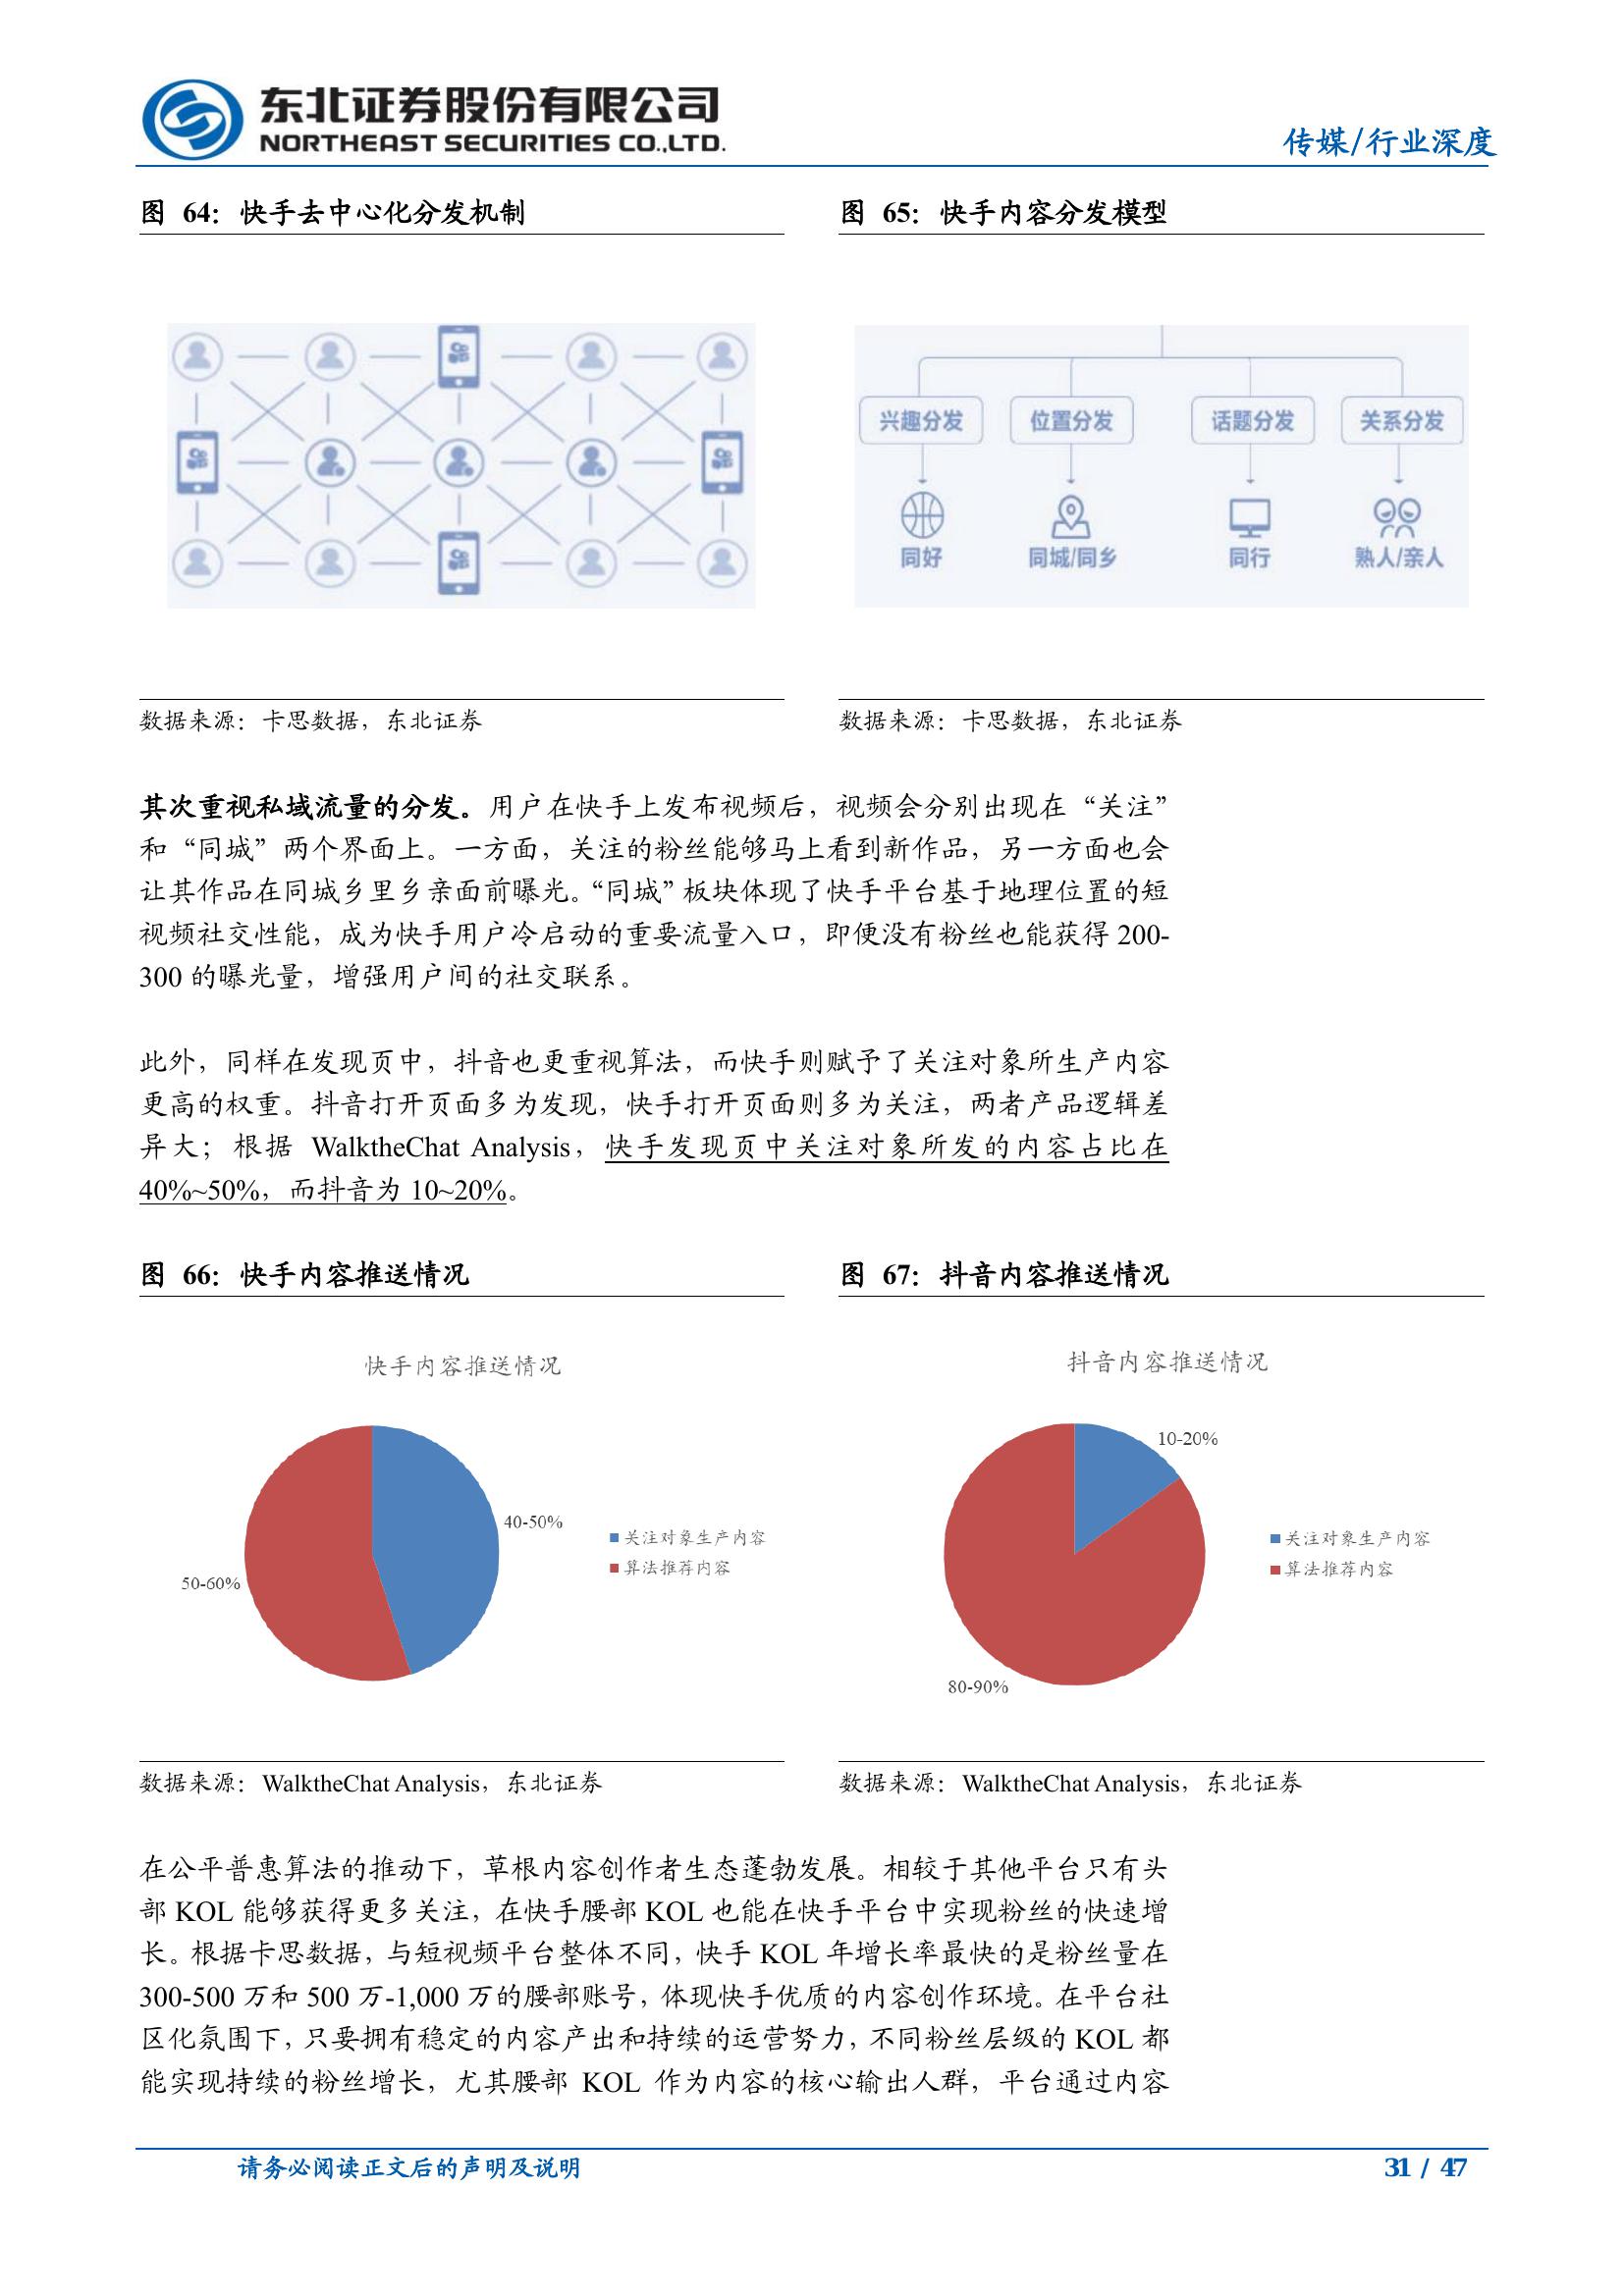 东北证券股份有限公司
NORTHEAST SECURITIES CO.,LTD.
传媒/行业深度
图 64：快手去中心化分发机制
图 65：快手内容分发模型
兴趣分发
位置分发
话题分发
关系分发
同好
同城/同乡
同行
熟人/亲人
数据来源：卡思数据，东北证券
数据来源：卡思数据，东北证券
其次重视私域流量的分发。用户在快手上发布视频后，视频会分别出现在“关注”
和“同城”两个界面上。一方面，关注的粉丝能够马上看到新作品，另一方面也会
让其作品在同城乡里乡亲面前曝光。“同城”板块体现了快手平台基于地理位置的短
视频社交性能，成为快手用户冷启动的重要流量入口，即便没有粉丝也能获得 200-
300 的曝光量，增强用户间的社交联系。
此外，同样在发现页中，抖音也更重视算法，而快手则赋予了关注对象所生产内容
更高的权重。抖音打开页面多为发现，快手打开页面则多为关注，两者产品逻辑差
异大；根据 WalktheChat Analysis，快手发现页中关注对象所发的内容占比在
40%~50%，而抖音为 10~20%。
图 66：快手内容推送情况
图 67：抖音内容推送情况
快手内容推送情况
40-50%
50-60%
关注对象生产内容
算法推荐内容
抖音内容推送情况
10-20%
80-90%
关注对象生产内容
算法推荐内容
数据来源：WalktheChat Analysis，东北证券
数据来源：WalktheChat Analysis，东北证券
在公平普惠算法的推动下，草根内容创作者生态蓬勃发展。相较于其他平台只有头
部 KOL 能够获得更多关注，在快手腰部 KOL 也能在快手平台中实现粉丝的快速增
长。根据卡思数据，与短视频平台整体不同，快手 KOL 年增长率最快的是粉丝量在
300-500 万和 500 万-1,000 万的腰部账号，体现快手优质的内容创作环境。在平台社
区化氛围下，只要拥有稳定的内容产出和持续的运营努力，不同粉丝层级的 KOL 都
能实现持续的粉丝增长，尤其腰部 KOL 作为内容的核心输出人群，平台通过内容
请务必阅读正文后的声明及说明
31 / 47